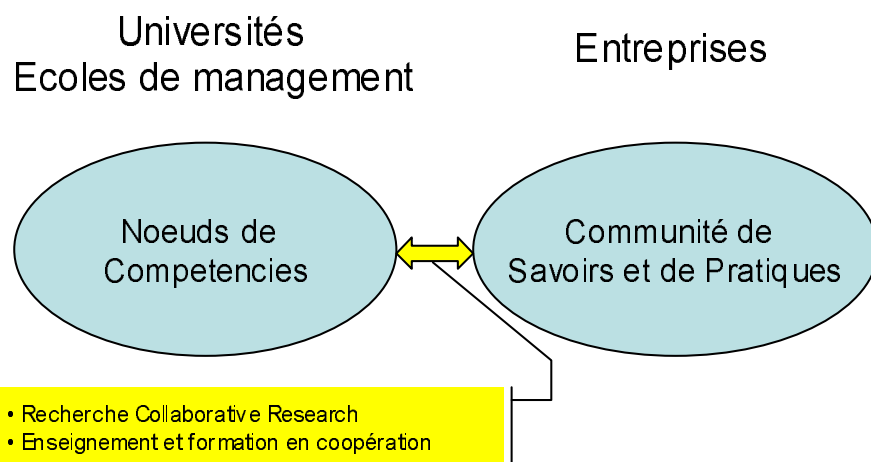 Universités
Ecoles de management
Entreprises
Noeuds de
Competencies
Communité de
Savoirs et de Pratiques
• Recherche Collaborative Research
• Enseignement et formation en coopération